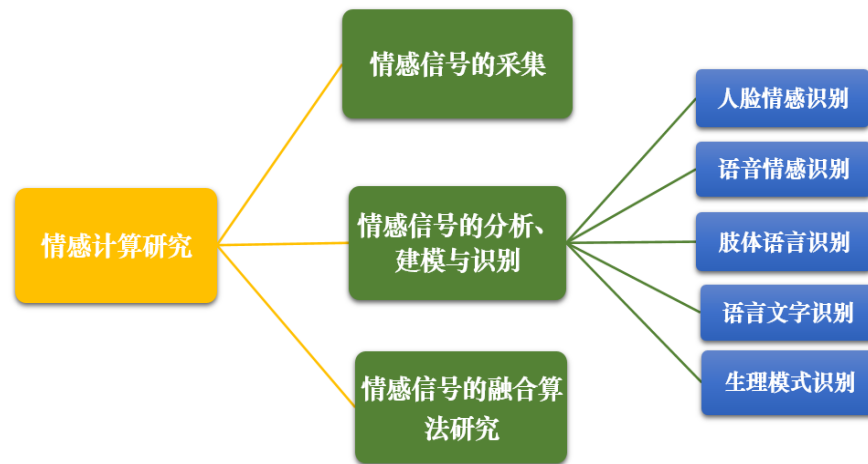 情感计算研究
情感信号的采集
情感信号的分析、
建模与识别
情感信号的融合算
法研究
人脸情感识别
语音情感识别
肢体语言识别
语言文字识别
生理模式识别